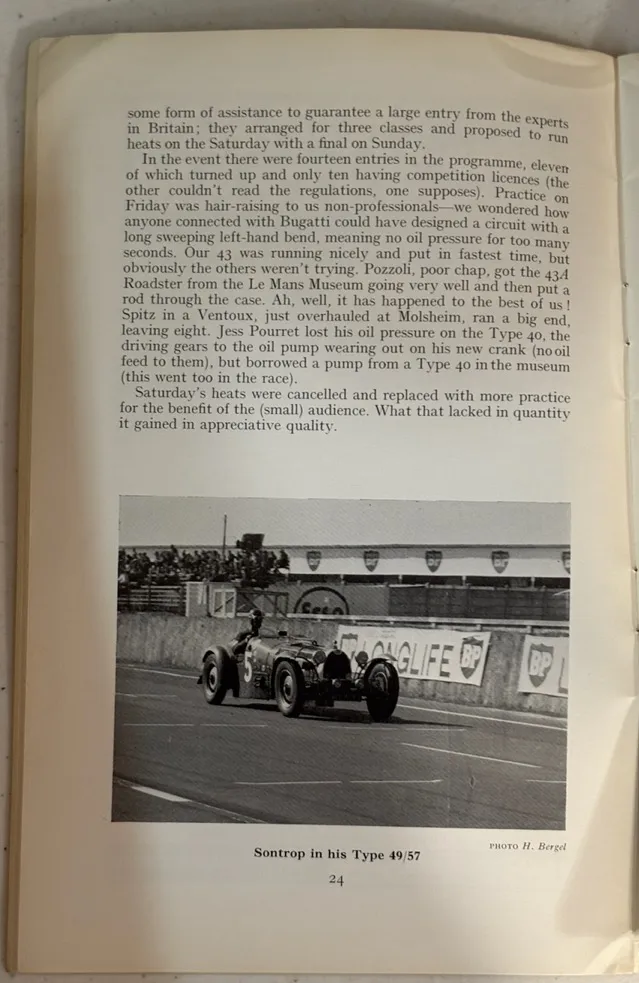 some form of assistance to guarantee a large entry from the experts
in Britain; they arranged for three classes and proposed to run
heats on the Saturday with a final on Sunday.
In the event there were fourteen entries in the programme, eleven
of which turned up and only ten having competition licences (the
other couldn't read the regulations, one supposes). Practice on
Friday was hair-raising to us non-professionals—we wondered how
anyone connected with Bugatti could have designed a circuit with a
long sweeping left-hand bend, meaning no oil pressure for too many
seconds. Our 43 was running nicely and put in fastest time, but
obviously the others weren't trying. Pozzoli, poor chap, got the 43A
Roadster from the Le Mans Museum going very well and then put a
rod through the case. Ah, well, it has happened to the best of us!
Spitz in a Ventoux, just overhauled at Molsheim, ran a big end,
leaving eight. Jess Pourret lost his oil pressure on the Type 40, the
driving gears to the oil pump wearing out on his new crank (no oil
feed to them), but borrowed a pump from a Type 40 in the museum
(this went too in the race).
Saturday's heats were cancelled and replaced with more practice
for the benefit of the (small) audience. What that lacked in quantity
it gained in appreciative quality.
BP BP BP BP
Esso
5
BP LONGLIFE BP
BP L
PHOTO H. Bergel
Sontrop in his Type 49/57
24